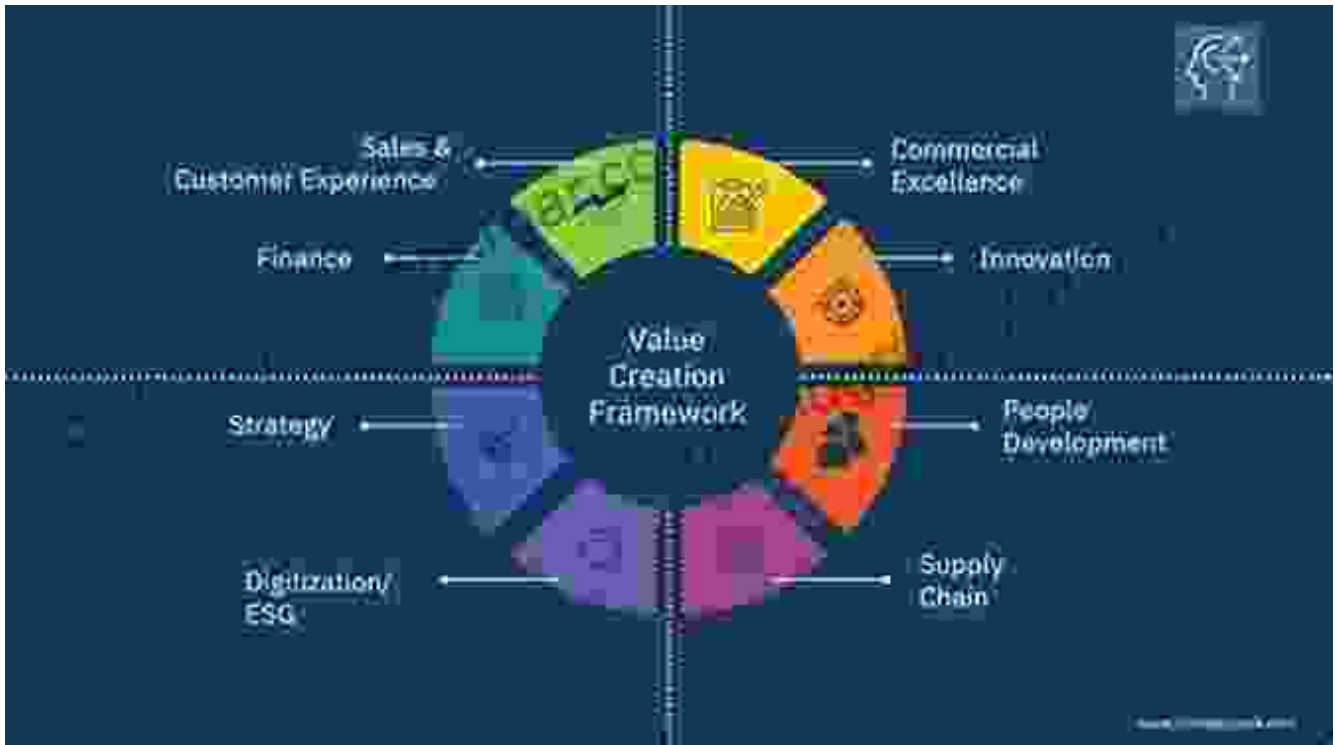 Sales &
Customer Experience
Commercial
Excellence
Finance
Innovation
Value
Creation
Framework
Strategy
People
Development
Digitization/
ESG
Supply
Chain